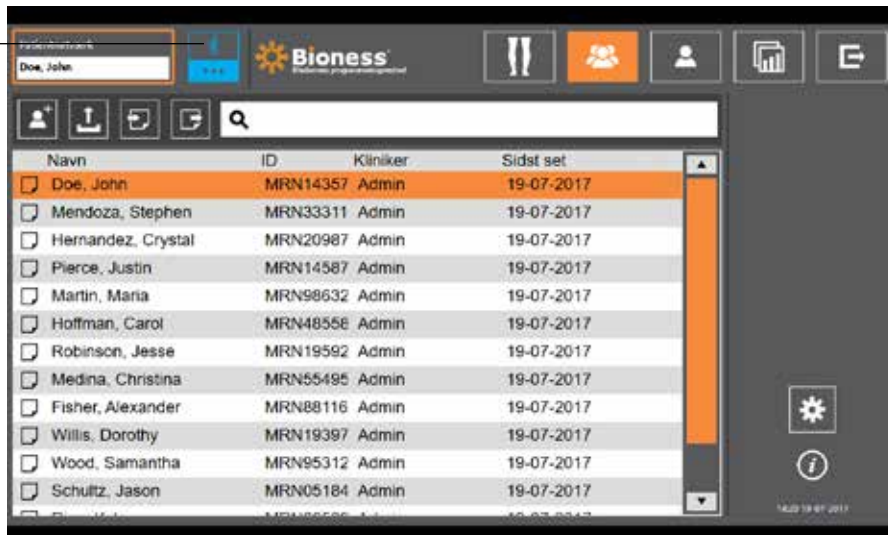 Doe, John
Bioness
Navn ID Kliniker Sidst set
Doe, John MRN14357 Admin 19-07-2017
Mendoza, Stephen MRN33311 Admin 19-07-2017
Hernandez, Crystal MRN20987 Admin 19-07-2017
Pierce, Justin MRN14587 Admin 19-07-2017
Martin, Maria MRN98632 Admin 19-07-2017
Hoffman, Carol MRN48558 Admin 19-07-2017
Robinson, Jesse MRN19592 Admin 19-07-2017
Medina, Christina MRN55495 Admin 19-07-2017
Fisher, Alexander MRN88116 Admin 19-07-2017
Willis, Dorothy MRN19397 Admin 19-07-2017
Wood, Samantha MRN95312 Admin 19-07-2017
Schultz, Jason MRN05184 Admin 19-07-2017